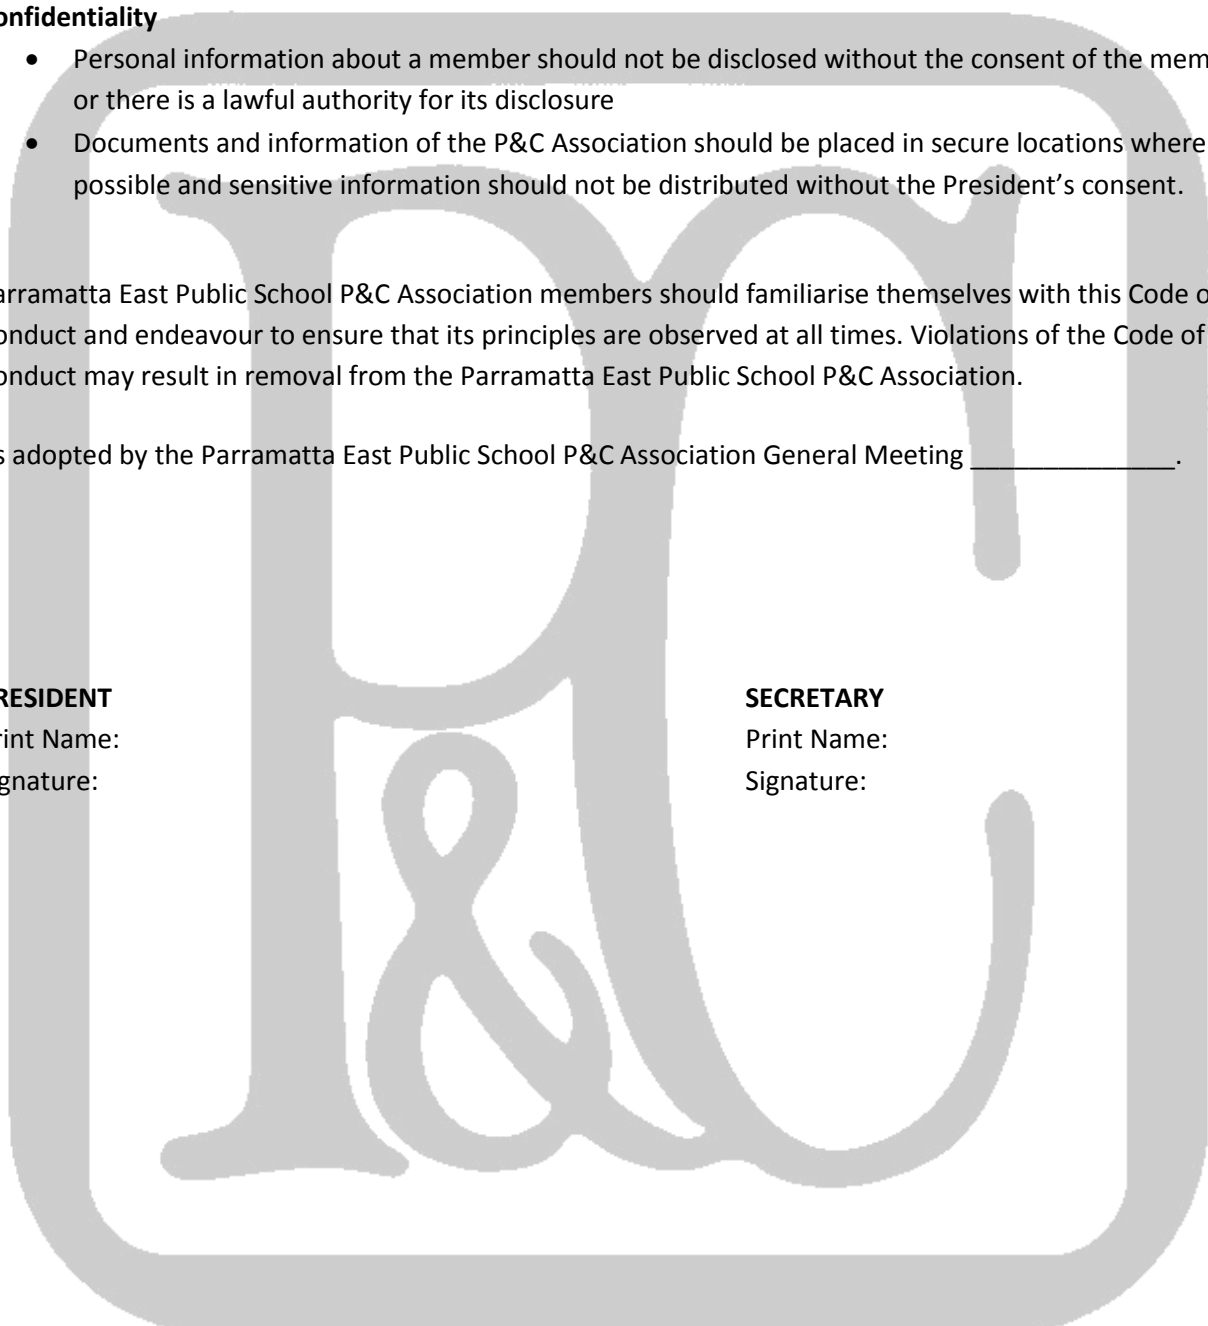 onfidentiality
• Personal information about a member should not be disclosed without the consent of the mem
or there is a lawful authority for its disclosure
• Documents and information of the P&C Association should be placed in secure locations where
possible and sensitive information should not be distributed without the President’s consent.
arramatta East Public School P&C Association members should familiarise themselves with this Code o
onduct and endeavour to ensure that its principles are observed at all times. Violations of the Code of
onduct may result in removal from the Parramatta East Public School P&C Association.
s adopted by the Parramatta East Public School P&C Association General Meeting ______________.
RESIDENT SECRETARY
rint Name: Print Name:
gnature: Signature:
P&C